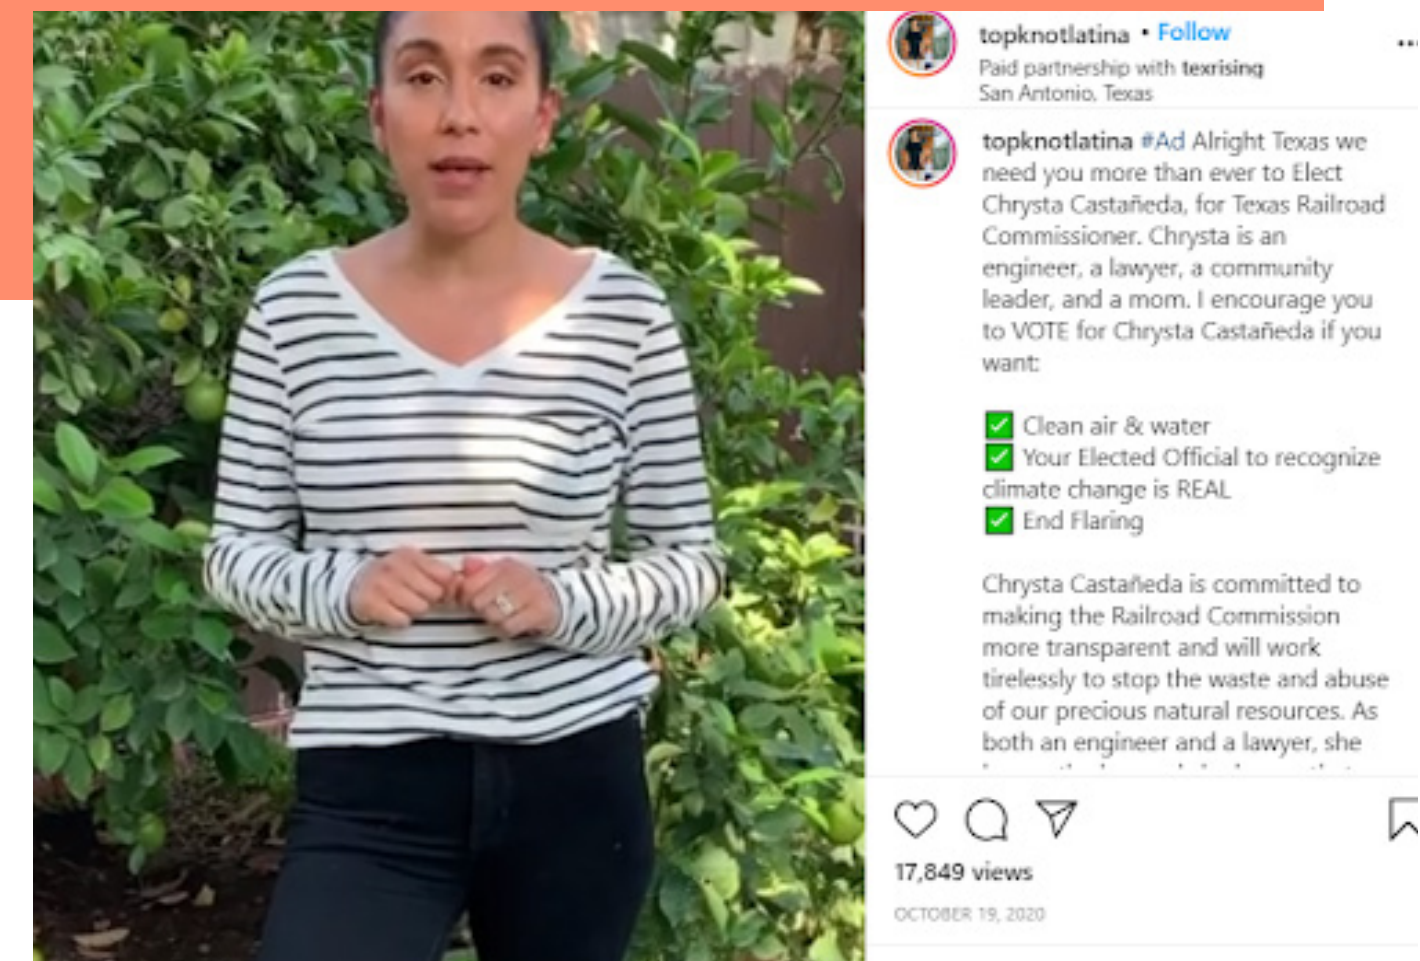 topknotlatina • Follow
Paid partnership with texrising
San Antonio, Texas
topknotlatina #Ad Alright Texas we
need you more than ever to Elect
Chrysta Castañeda, for Texas Railroad
Commissioner. Chrysta is an
engineer, a lawyer, a community
leader, and a mom. I encourage you
to VOTE for Chrysta Castañeda if you
want:
✅ Clean air & water
✅ Your Elected Official to recognize
climate change is REAL
✅ End Flaring
Chrysta Castañeda is committed to
making the Railroad Commission
more transparent and will work
tirelessly to stop the waste and abuse
of our precious natural resources. As
both an engineer and a lawyer, she
17,849 views
OCTOBER 19, 2020